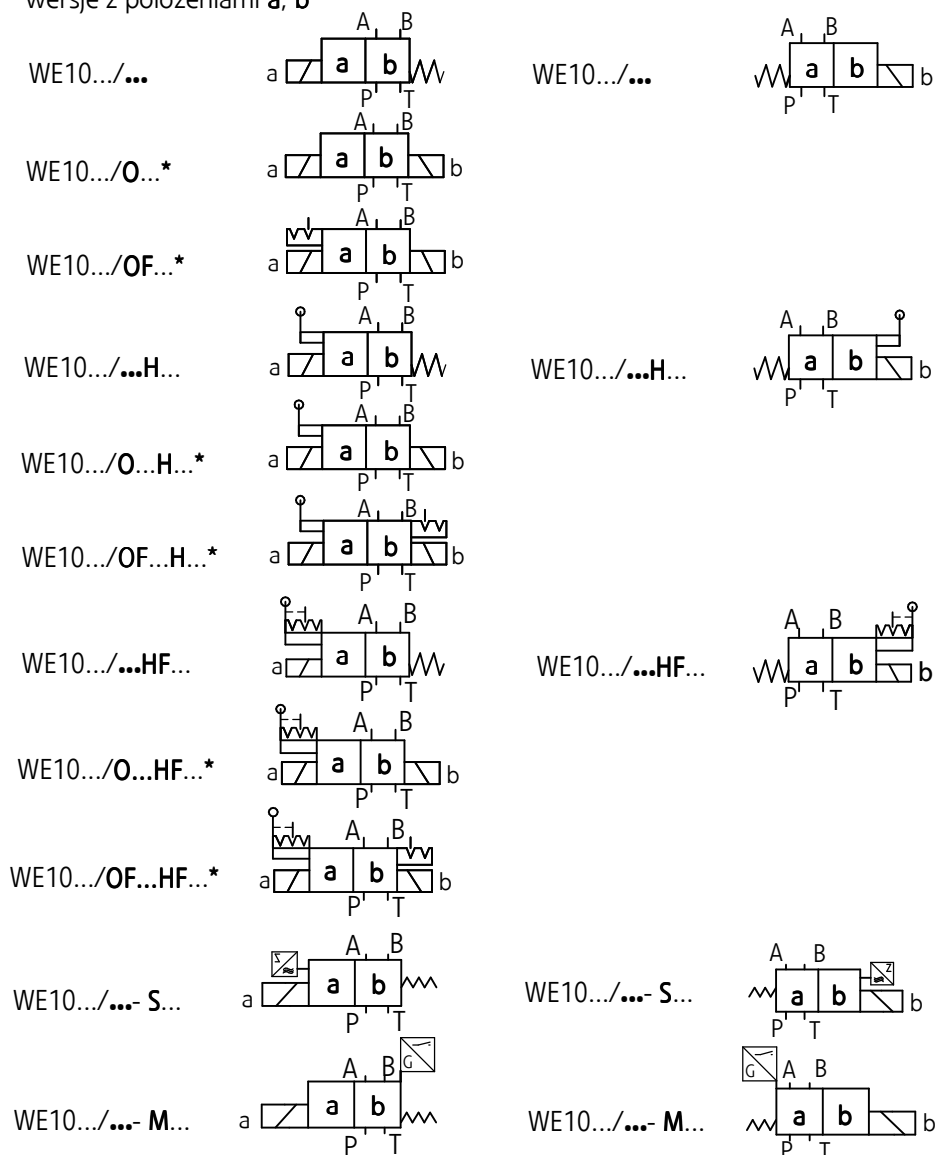 wersje z położeniami a, b
A B
WE10.../... a a b
P T
A B
WE10.../... a b b
P T
A B
WE10.../O...* a a b b
P T
A B
WE10.../OF...* a a b b
P T
A B
WE10.../...H... a a b
P T
A B
WE10.../...H... a b b
P T
A B
WE10.../O...H...* a a b b
P T
A B
WE10.../OF...H...* a a b b
P T
A B
WE10.../...HF... a a b
P T
A B
WE10.../...HF... a b b
P T
A B
WE10.../O...HF...* a a b b
P T
A B
WE10.../OF...HF...* a a b b
P T
A B
WE10.../...- S... a a b
P T
A B
Z
WE10.../...- S... a b b
P T
A B G
WE10.../...- M... a a b
P T
G A B
WE10.../...- M... a b b
P T